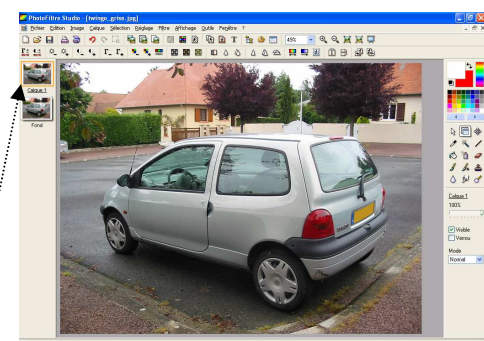 PhotoFiltre Studio - [twingo_grise.jpg]
Fichier Edition Image Calque Sélection Réglage Filtre Affichage Outils Fenêtre ?
49%
Calque 1
Fond
Calque 1
100%
Visible
Verrou
Mode
Normal